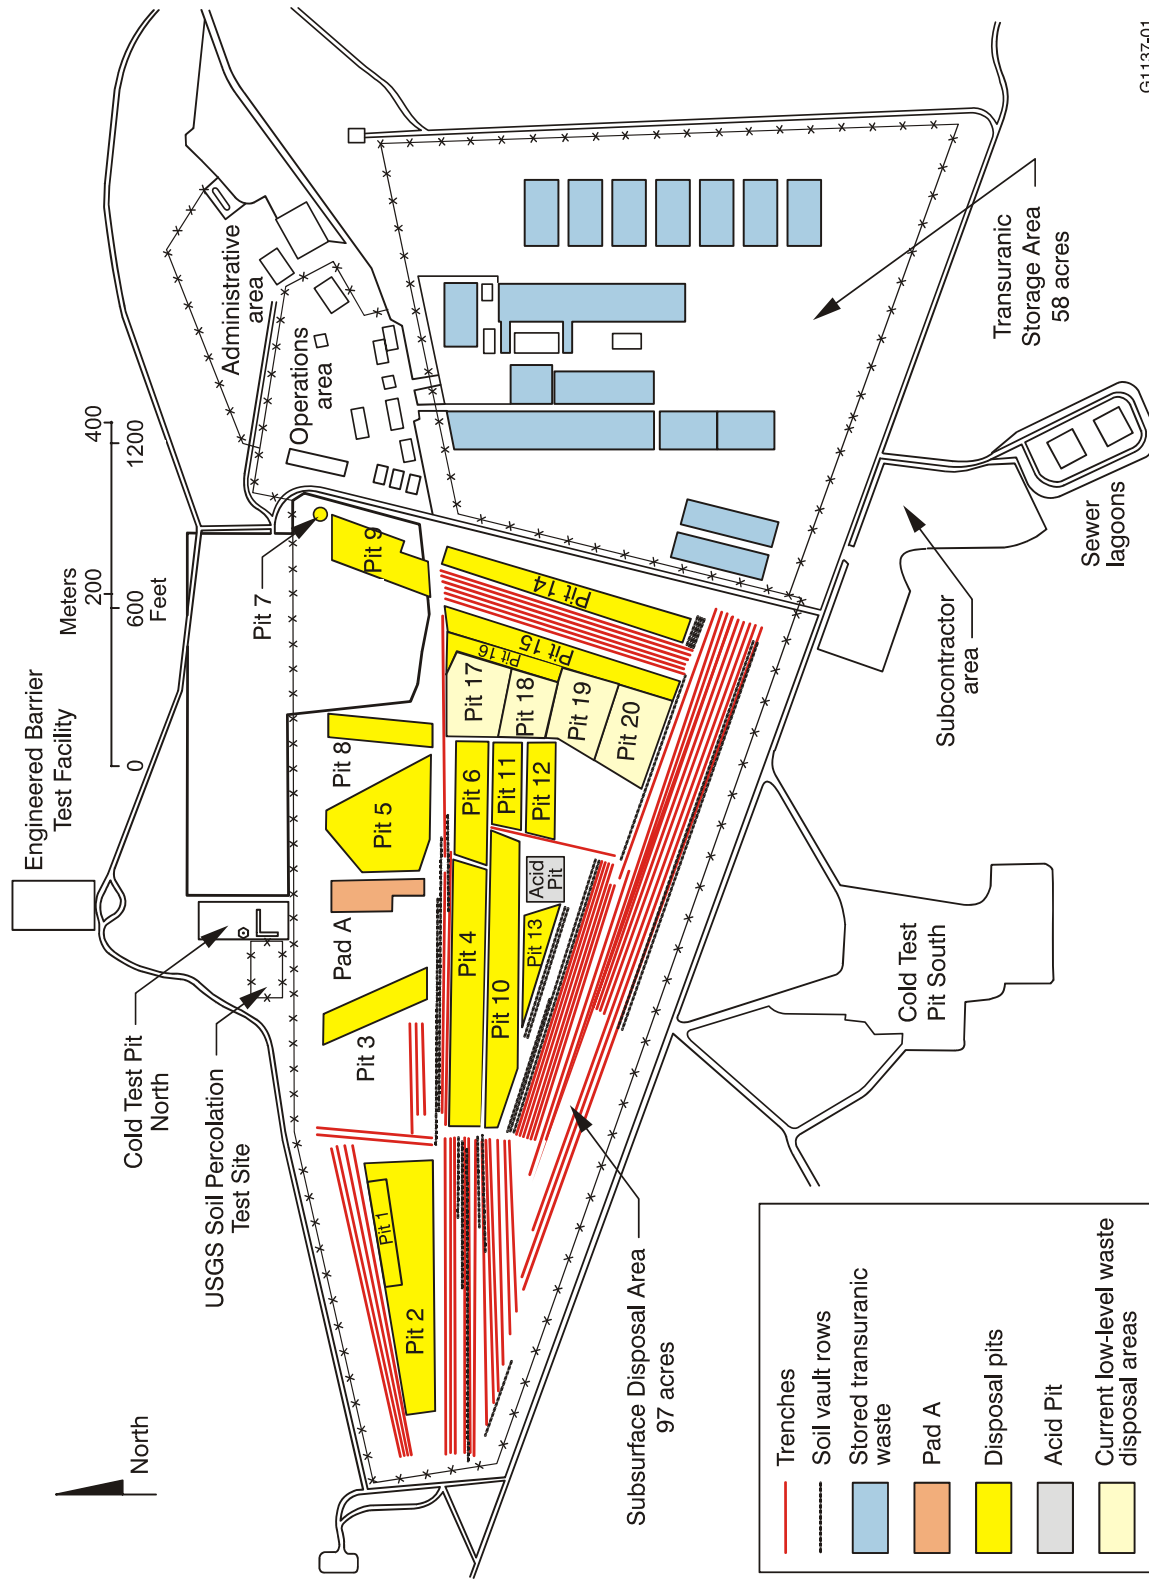 Engineered Barrier
Test Facility
Meters
0
200
400
0
600
1200
Feet
Cold Test Pit
North
USGS Soil Percolation
Test Site
Administrative
area
Operations
area
Pit 7
Pit 9
Pit 8
Pit 5
Pad A
Pit 3
Pit 1
Pit 2
Pit 4
Pit 6
Pit 10
Pit 11
Pit 12
Pit 13
Acid
Pit
Pit 14
Pit 15
Pit 16
Pit 17
Pit 18
Pit 19
Pit 20
Transuranic
Storage Area
58 acres
Sewer
lagoons
Subcontractor
area
Cold Test
Pit South
Subsurface Disposal Area
97 acres
North
Trenches
Soil vault rows
Stored transuranic
waste
Pad A
Disposal pits
Acid Pit
Current low-level waste
disposal areas
G1137-01